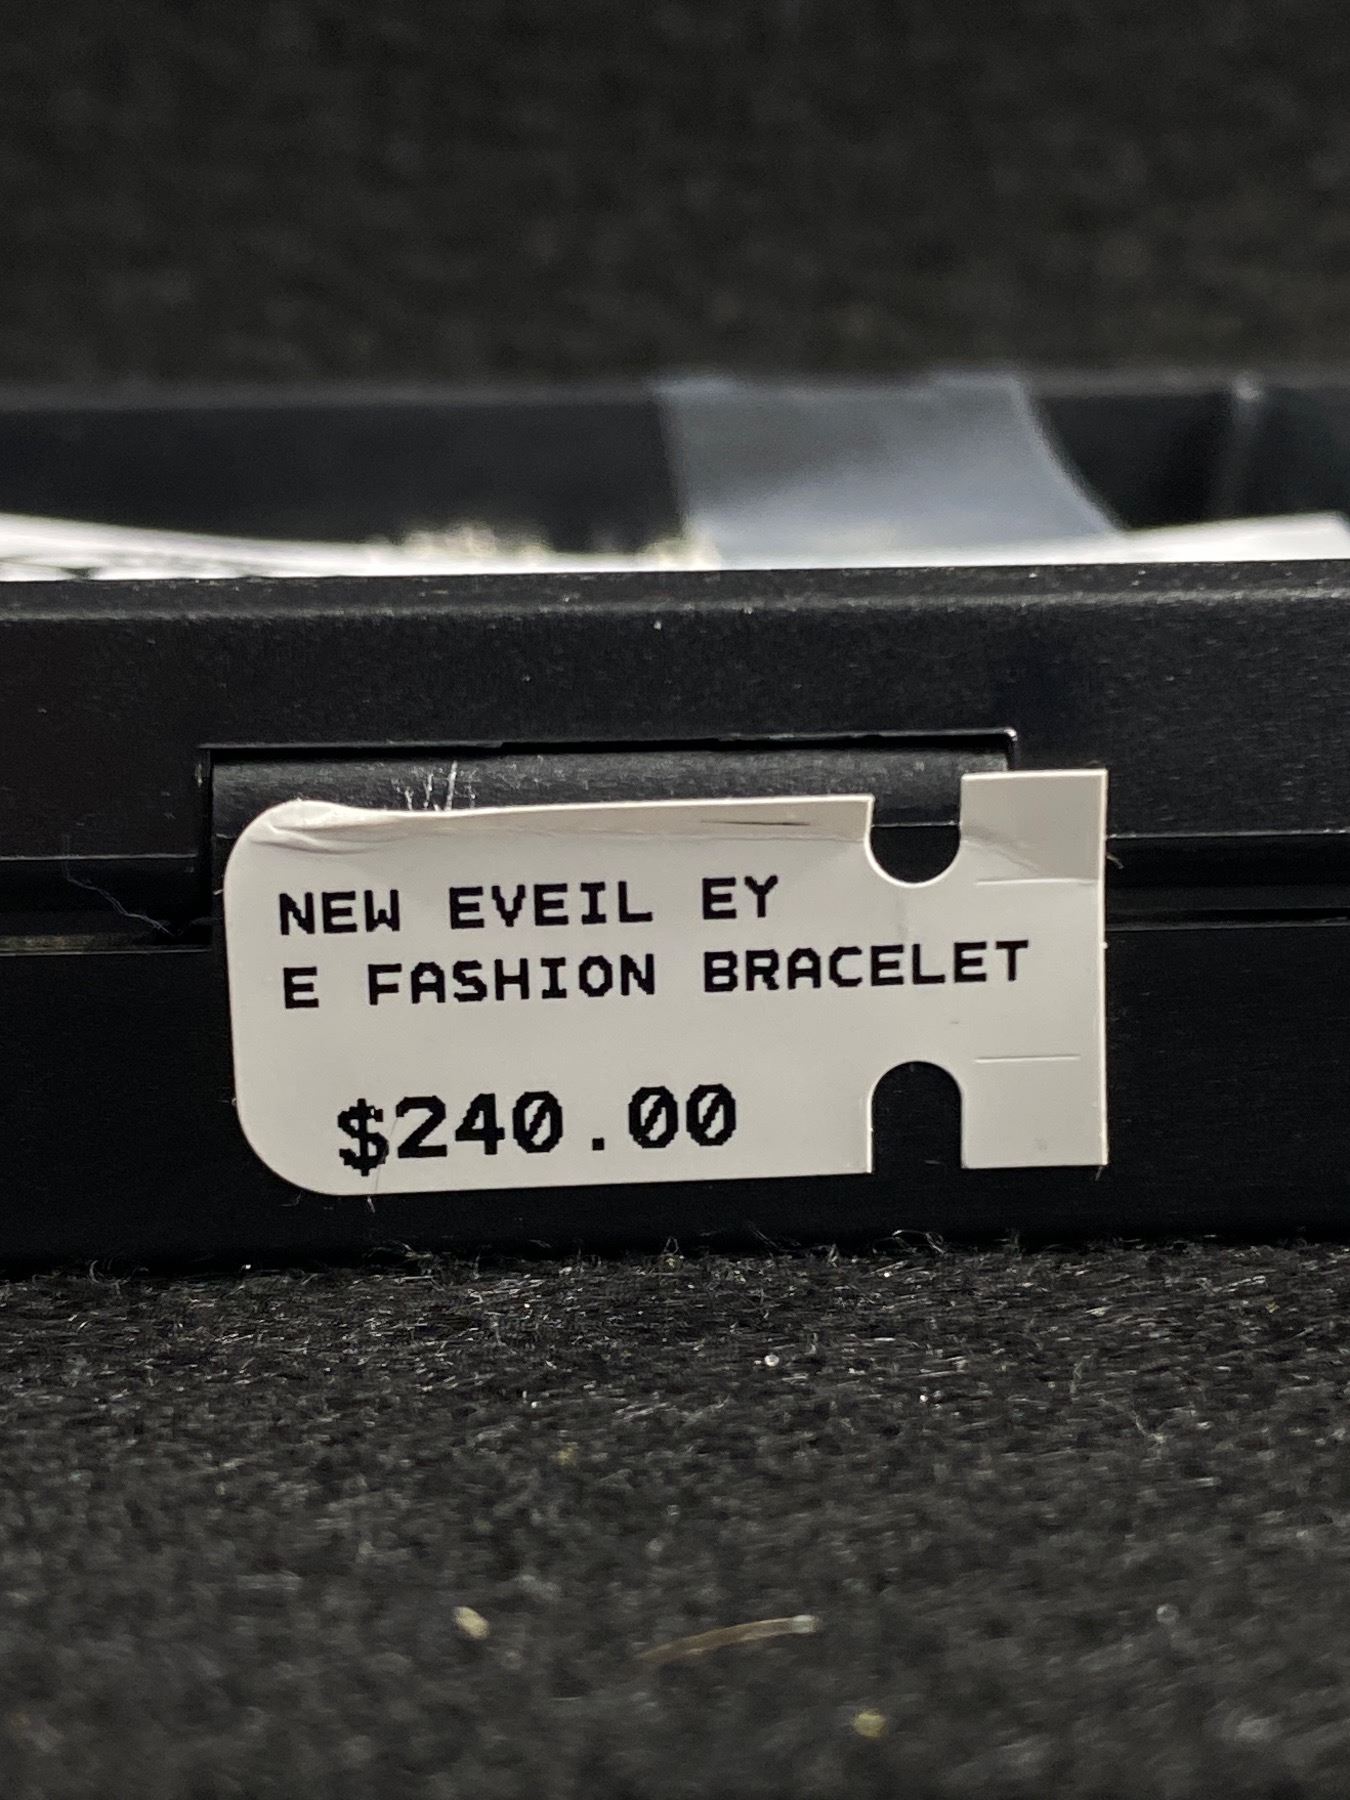 NEW EVEIL EY
E FASHION BRACELET
$240.00